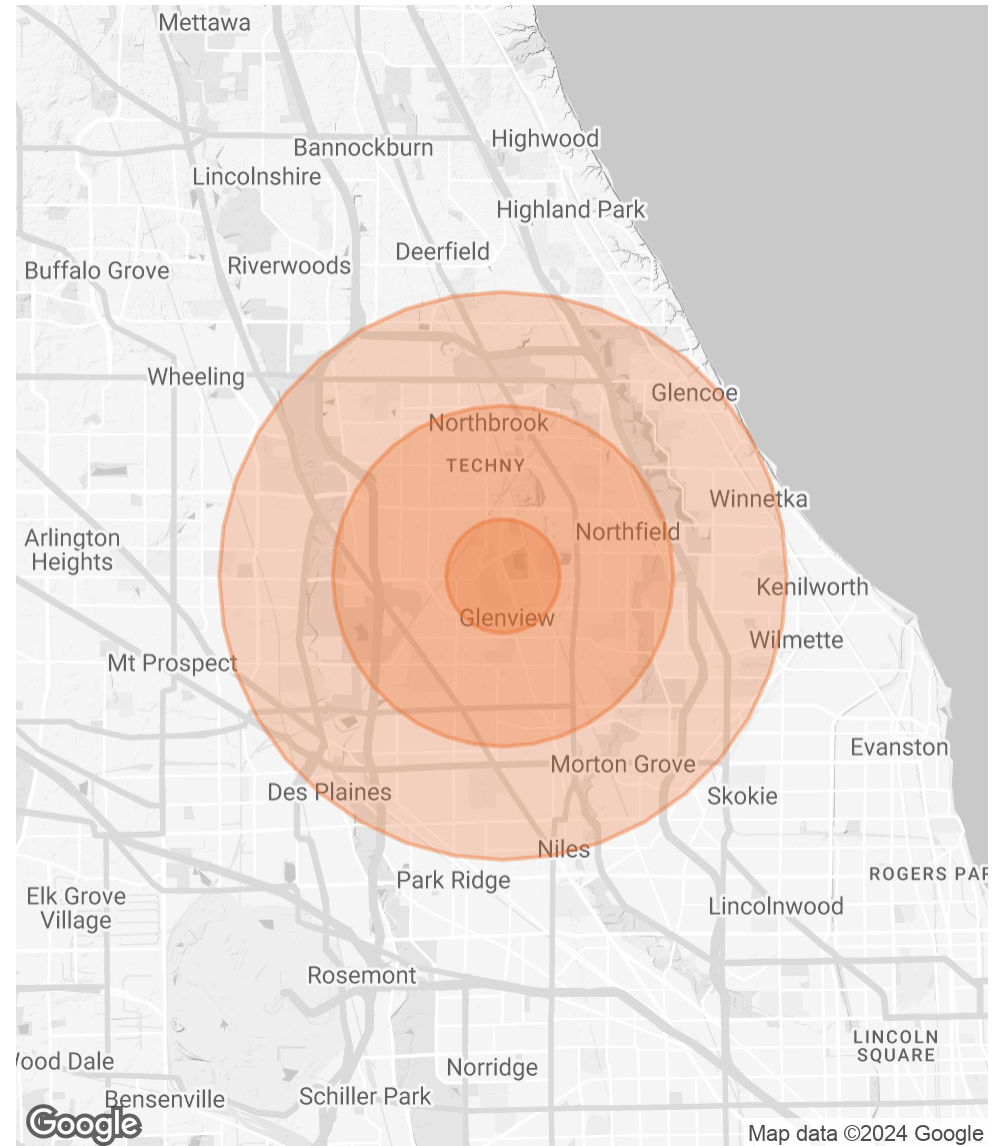 Mettawa
Highwood
Bannockburn
Lincolnshire
Highland Park
Deerfield
Riverwoods
Buffalo Grove
Wheeling
Glencoe
Northbrook
TECHNY
Winnetka
Northfield
Arlington
Heights
Kenilworth
Glenview
Wilmette
Mt Prospect
Evanston
Morton Grove
Des Plaines
Skokie
Niles
ROGERS PAR
Park Ridge
Elk Grove
Village
Lincolnwood
Rosemont
LINCOLN
SQUARE
Wood Dale
Norridge
Schiller Park
Bensenville
Google
Map data ©2024 Google